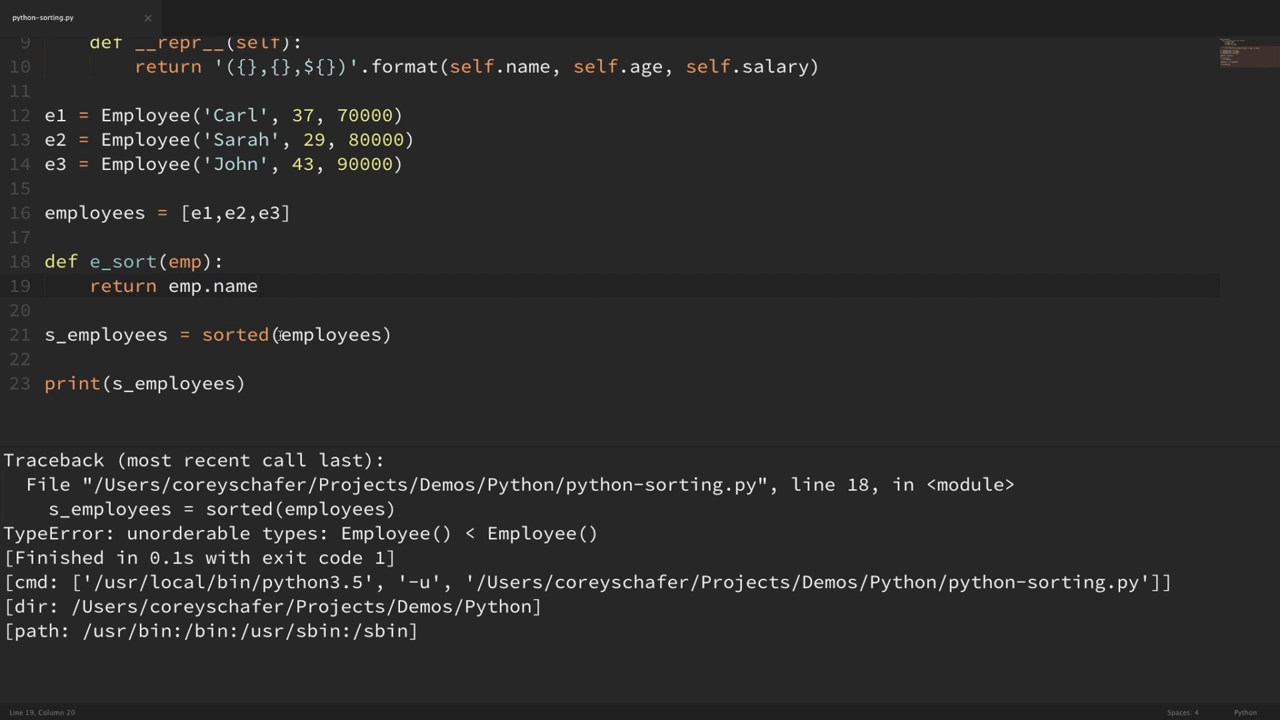 python-sorting.py ×
9 def __repr__(self):
10 return '({},{},${})'.format(self.name, self.age, self.salary)
11
12 e1 = Employee('Carl', 37, 70000)
13 e2 = Employee('Sarah', 29, 80000)
14 e3 = Employee('John', 43, 90000)
15
16 employees = [e1,e2,e3]
17
18 def e_sort(emp):
19 return emp.name
20
21 s_employees = sorted(employees)
22
23 print(s_employees)
Traceback (most recent call last):
File "/Users/coreyschafer/Projects/Demos/Python/python-sorting.py", line 18, in <module>
s_employees = sorted(employees)
TypeError: unorderable types: Employee() < Employee()
[Finished in 0.1s with exit code 1]
[cmd: ['/usr/local/bin/python3.5', '-u', '/Users/coreyschafer/Projects/Demos/Python/python-sorting.py']]
[dir: /Users/coreyschafer/Projects/Demos/Python]
[path: /usr/bin:/bin:/usr/sbin:/sbin]
Line 19, Column 20 Spaces: 4 Python